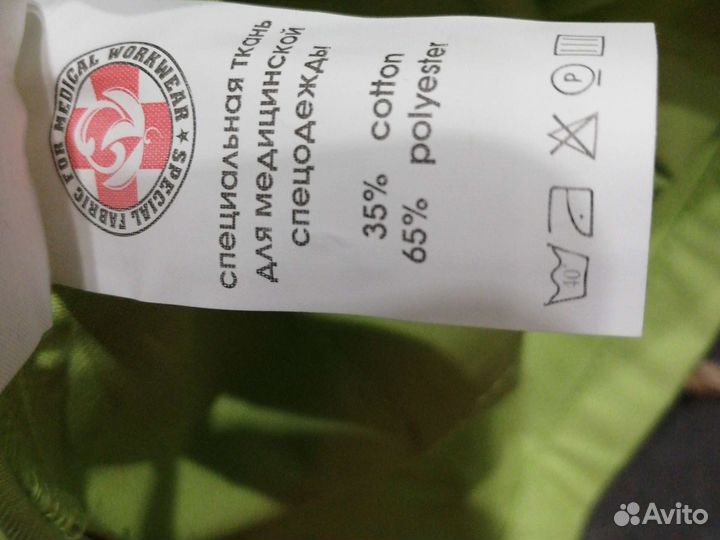 SPECIAL FABRIC FOR MEDICAL WORKWEAR ★
специальная ткань
для медицинской
спецодежды
35% cotton
65% polyester
40°
P
Avito